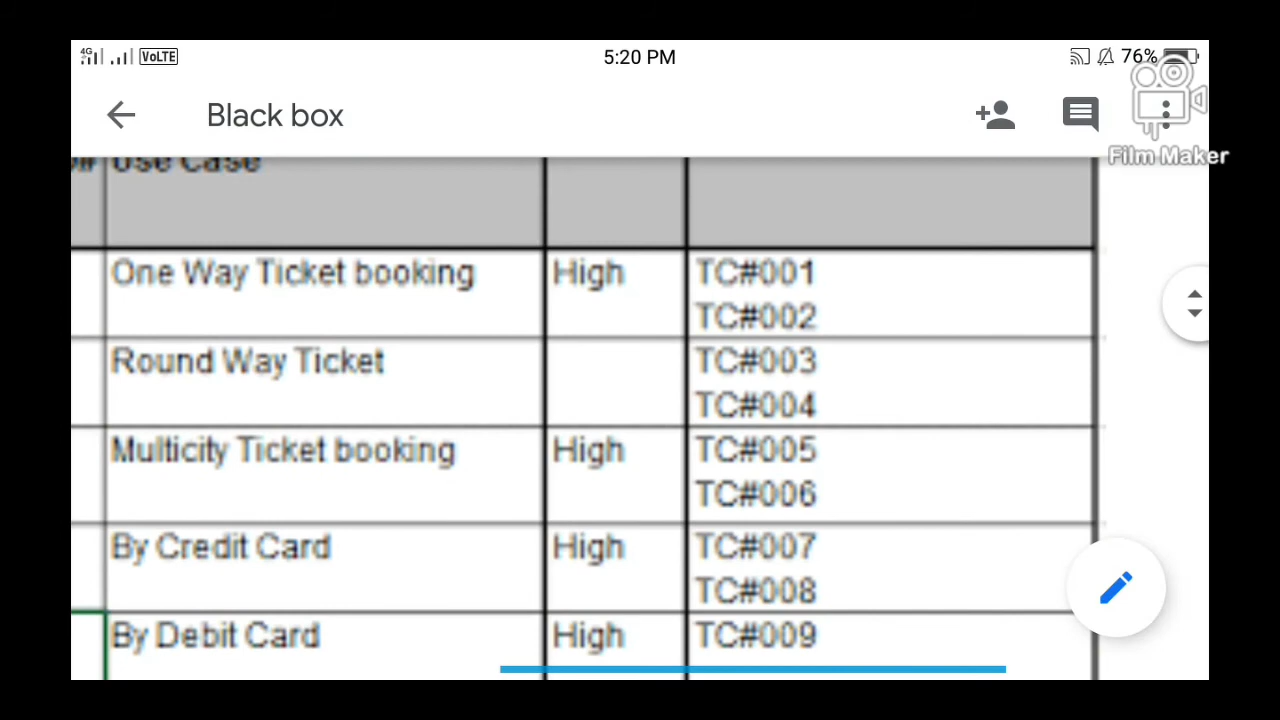 4G VoLTE 5:20 PM 76%
Black box
Film Maker
Use Case
One Way Ticket booking High TC#001
TC#002
Round Way Ticket TC#003
TC#004
Multicity Ticket booking High TC#005
TC#006
By Credit Card High TC#007
TC#008
By Debit Card High TC#009